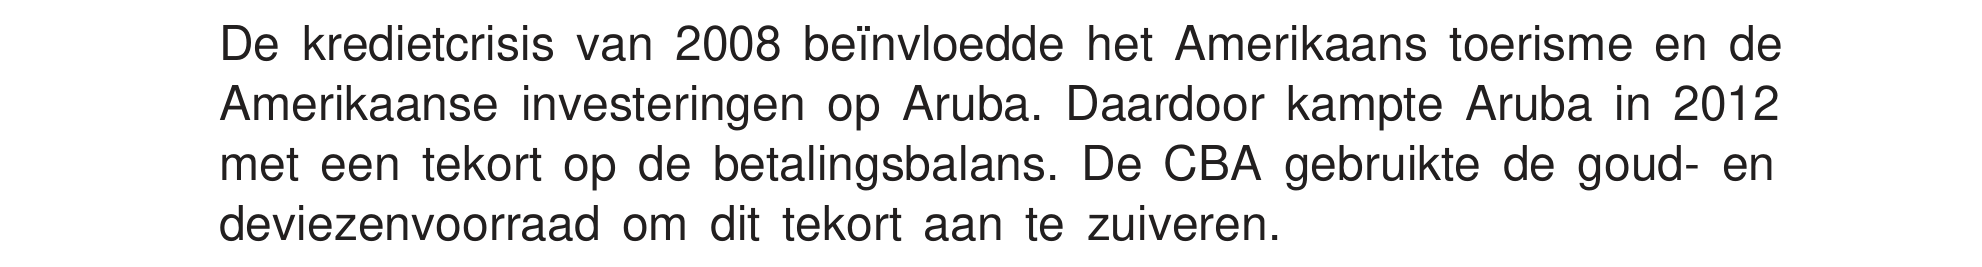 De kredietcrisis van 2008 beïnvloedde het Amerikaans toerisme en de
Amerikaanse investeringen op Aruba. Daardoor kampte Aruba in 2012
met een tekort op de betalingsbalans. De CBA gebruikte de goud- en
deviezenvoorraad om dit tekort aan te zuiveren.